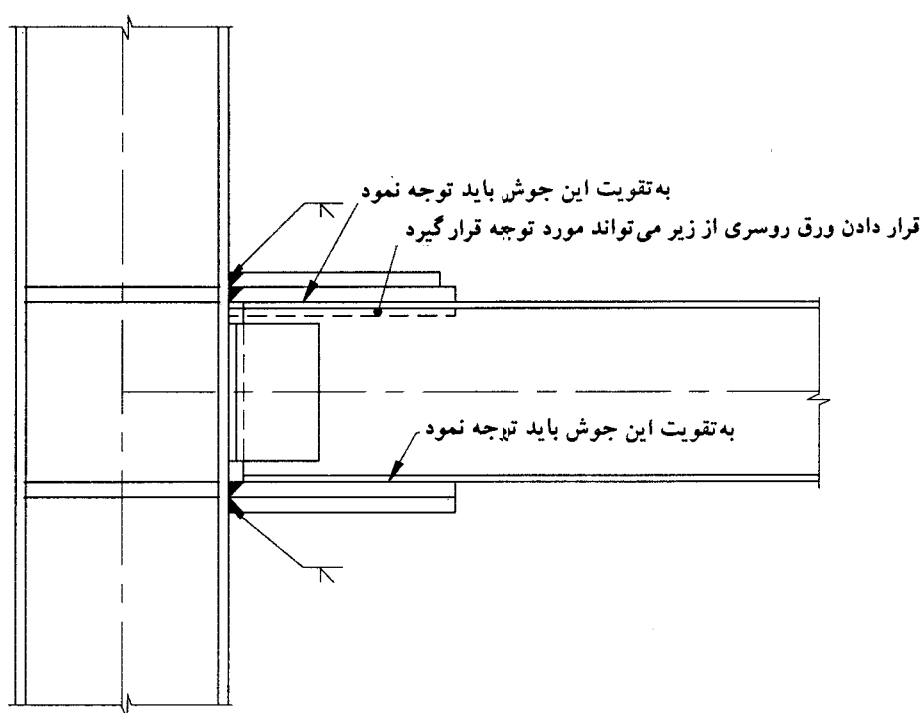 به تقویت این جوش باید توجه نمود
قرار دادن ورق روسری از زیر می‌تواند مورد توجه قرار گیرد
به تقویت این جوش باید توجه نمود